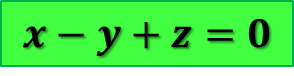 x − y + z = 0